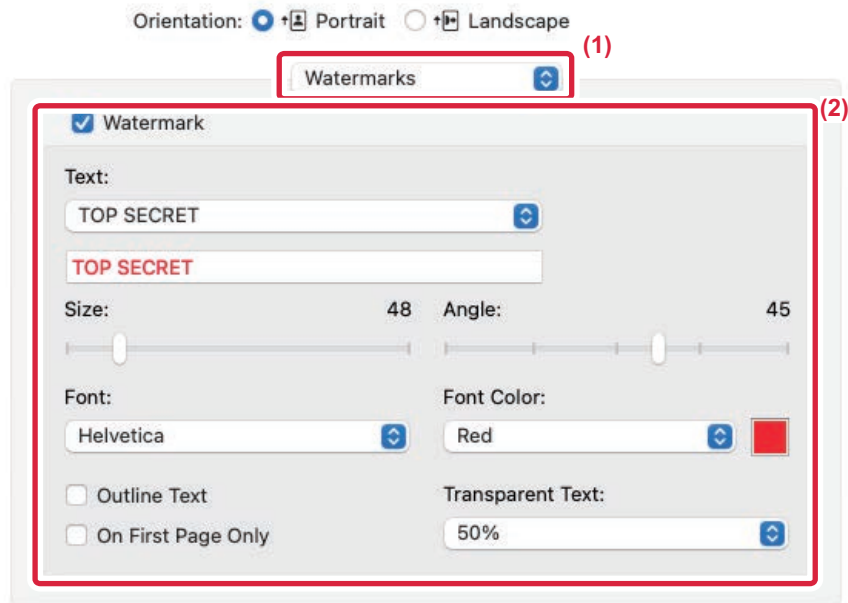 Orientation: Portrait Landscape
(1)
Watermarks
(2)
Watermark
Text:
TOP SECRET
TOP SECRET
Size: 48 Angle: 45
Font: Font Color:
Helvetica Red
Outline Text Transparent Text:
On First Page Only 50%